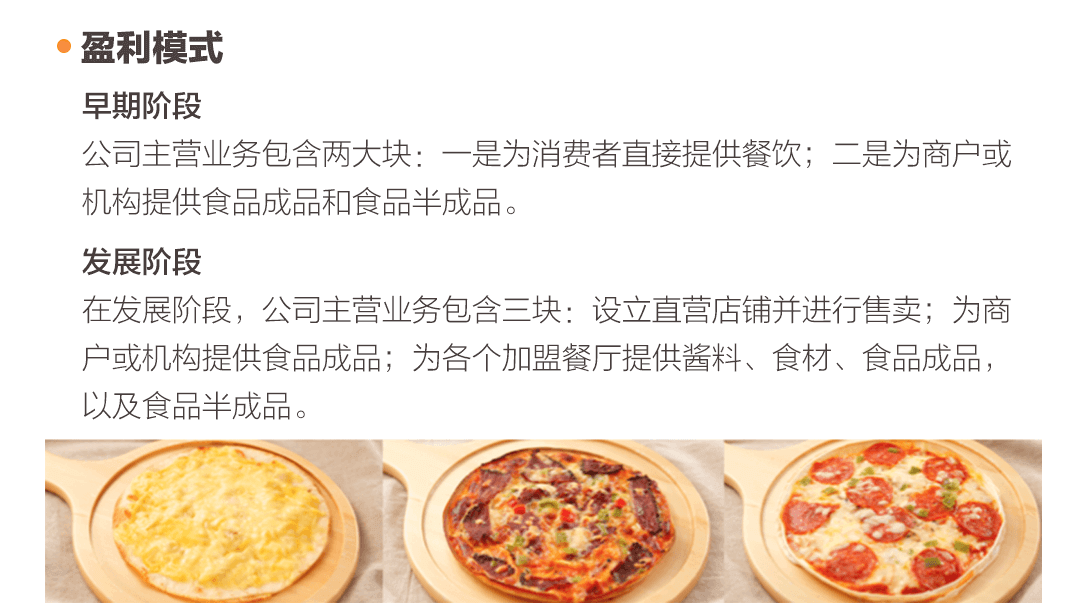 盈利模式
早期阶段
公司主营业务包含两大块：一是为消费者直接提供餐饮；二是为商户或
机构提供食品成品和食品半成品。
发展阶段
在发展阶段，公司主营业务包含三块：设立直营店铺并进行售卖；为商
户或机构提供食品成品；为各个加盟餐厅提供酱料、食材、食品成品，
以及食品半成品。